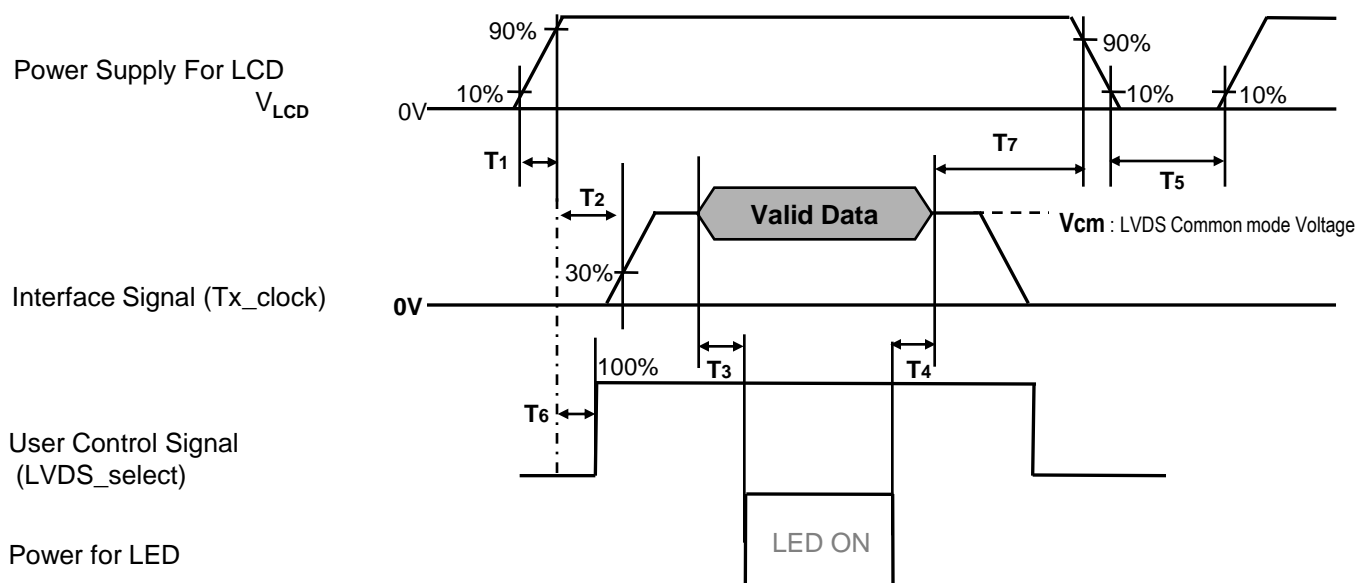 90%
90%
Power Supply For LCD
VLCD
10%
10%
10%
0V
T1
T7
T2
T5
Valid Data
Vcm : LVDS Common mode Voltage
30%
Interface Signal (Tx_clock)
0V
T3
T4
100%
T6
User Control Signal
(LVDS_select)
LED ON
Power for LED